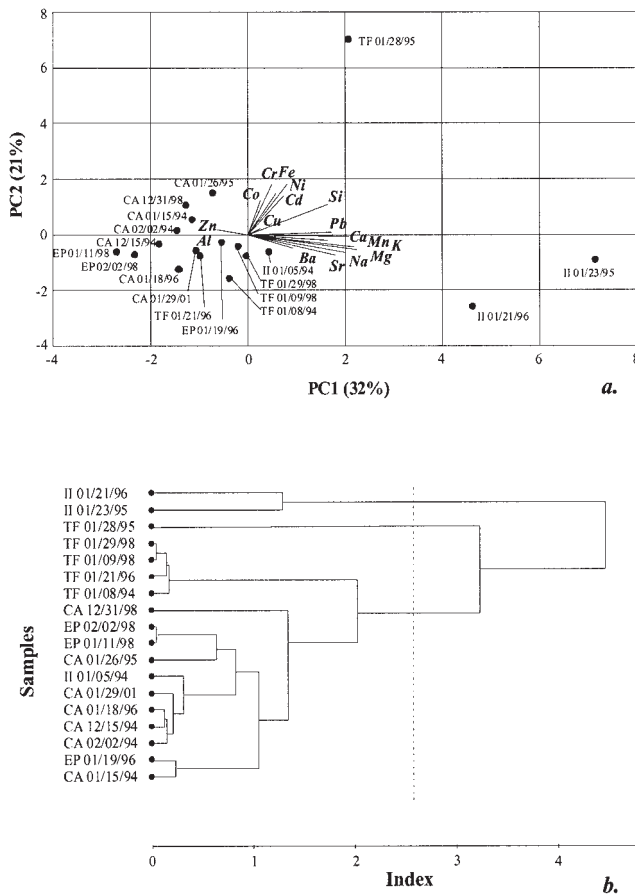 8
TF 01/28/95
6
4
PC2 (21%)
2
CA 01/26/95
Cr Fe
Ni
Co
Cd
Si
CA 12/31/98
CA 01/15/94
CA 02/02/94
Zn
Cu
Pb
CA 12/15/94
Al
Ca Mn K
0
EP 01/11/98
EP 02/02/98
Ba
Sr
Na
Mg
CA 01/18/96
II 01/05/94
II 01/23/95
CA 01/29/01
TF 01/29/98
-2
TF 01/21/96
TF 01/09/98
EP 01/19/96
TF 01/08/94
II 01/21/96
-4
-4 -2 0 2 4 6 8
PC1 (32%)
a.
II 01/21/96
II 01/23/95
TF 01/28/95
TF 01/29/98
TF 01/09/98
TF 01/21/96
TF 01/08/94
CA 12/31/98
EP 02/02/98
EP 01/11/98
CA 01/26/95
II 01/05/94
CA 01/29/01
CA 01/18/96
CA 12/15/94
CA 02/02/94
EP 01/19/96
CA 01/15/94
Samples
0 1 2 3 4
Index
b.